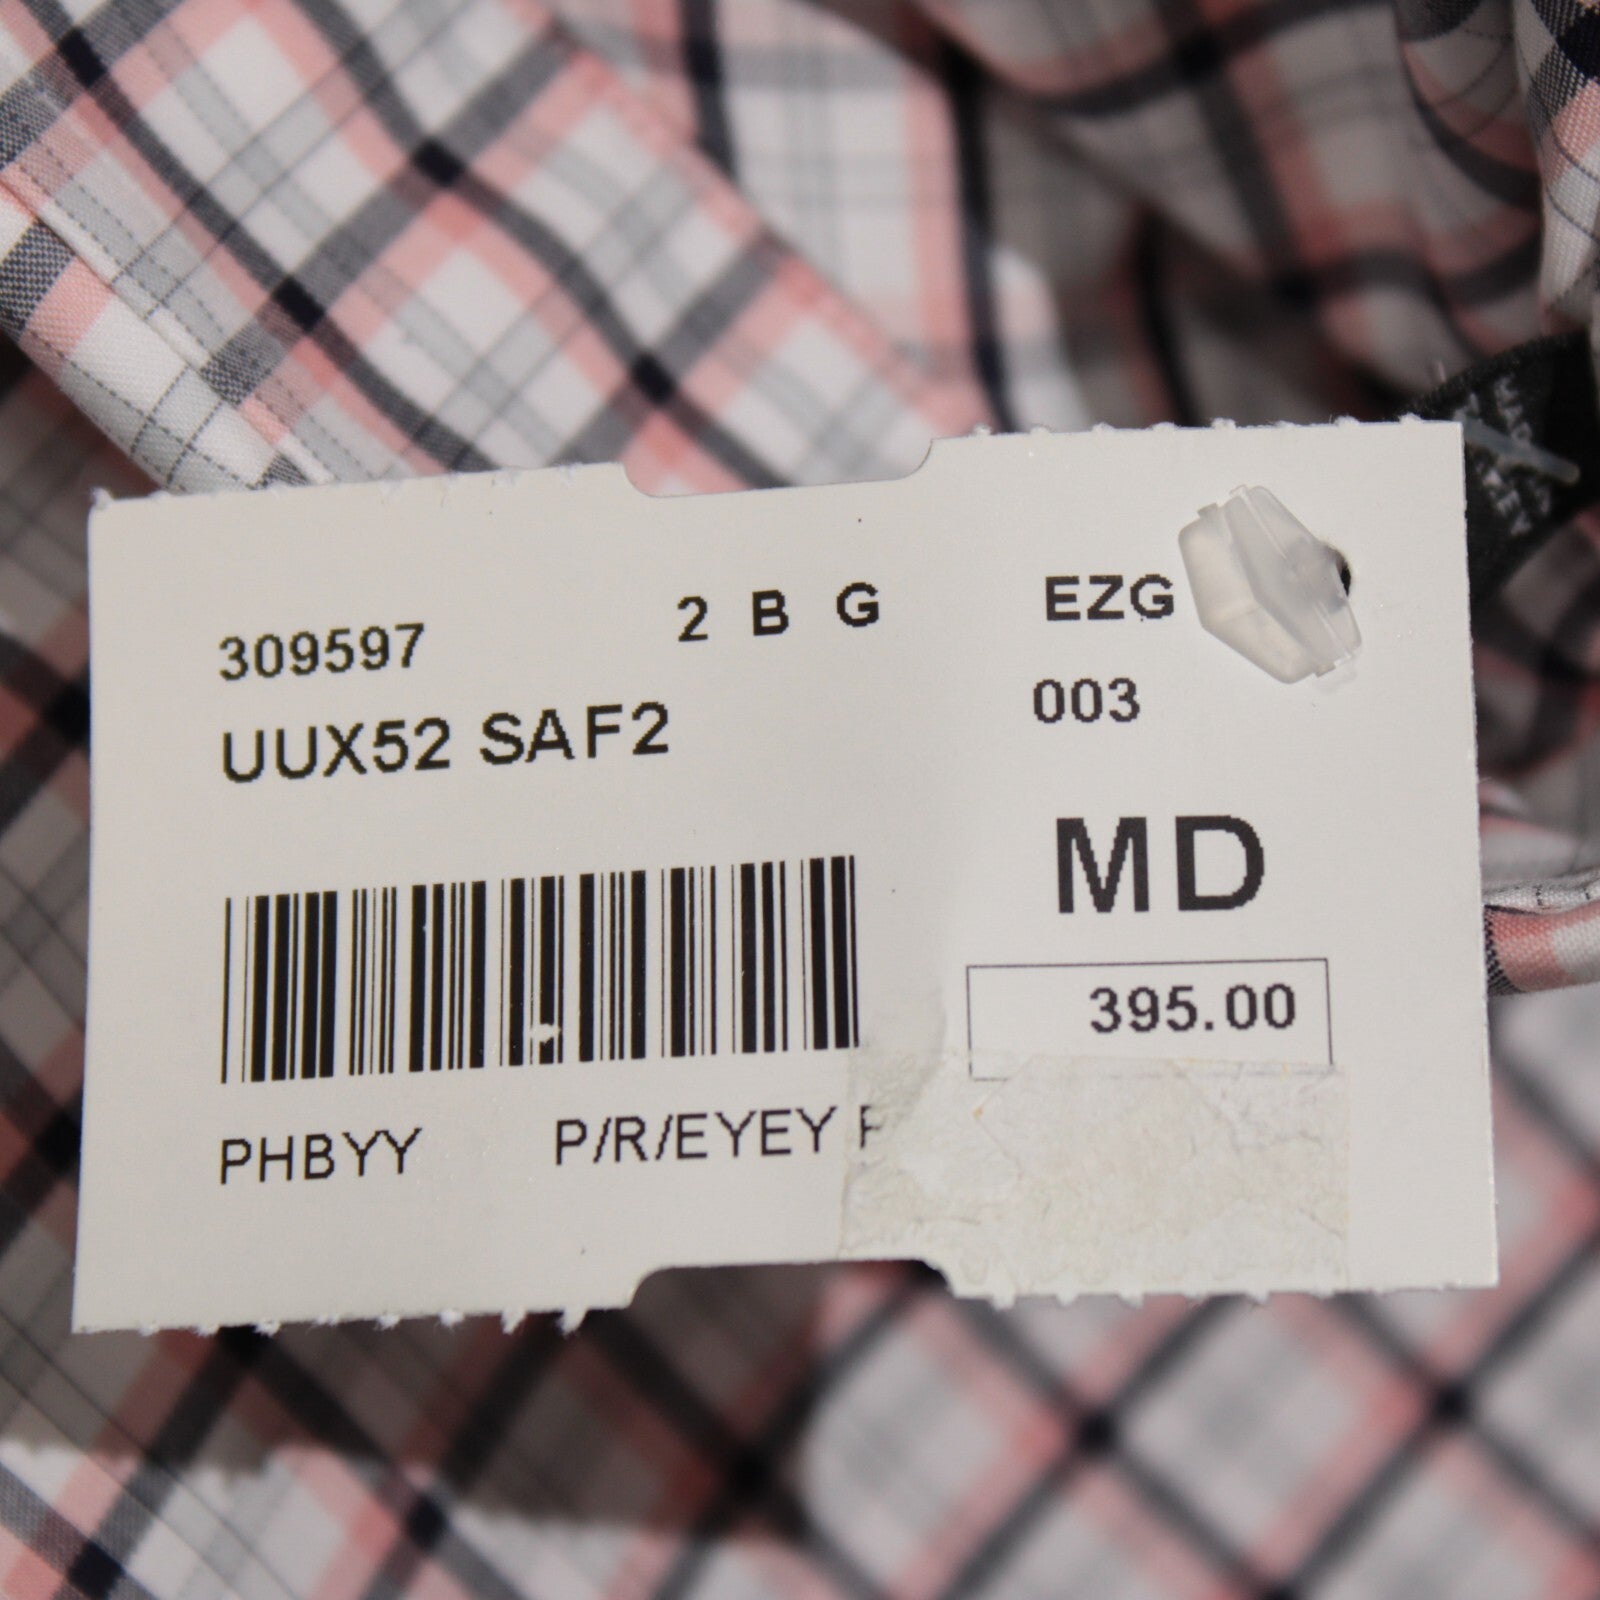 309597 2 B G EZG
UUX52 SAF2 003
MD
395.00
PHBYY P/R/EYEY